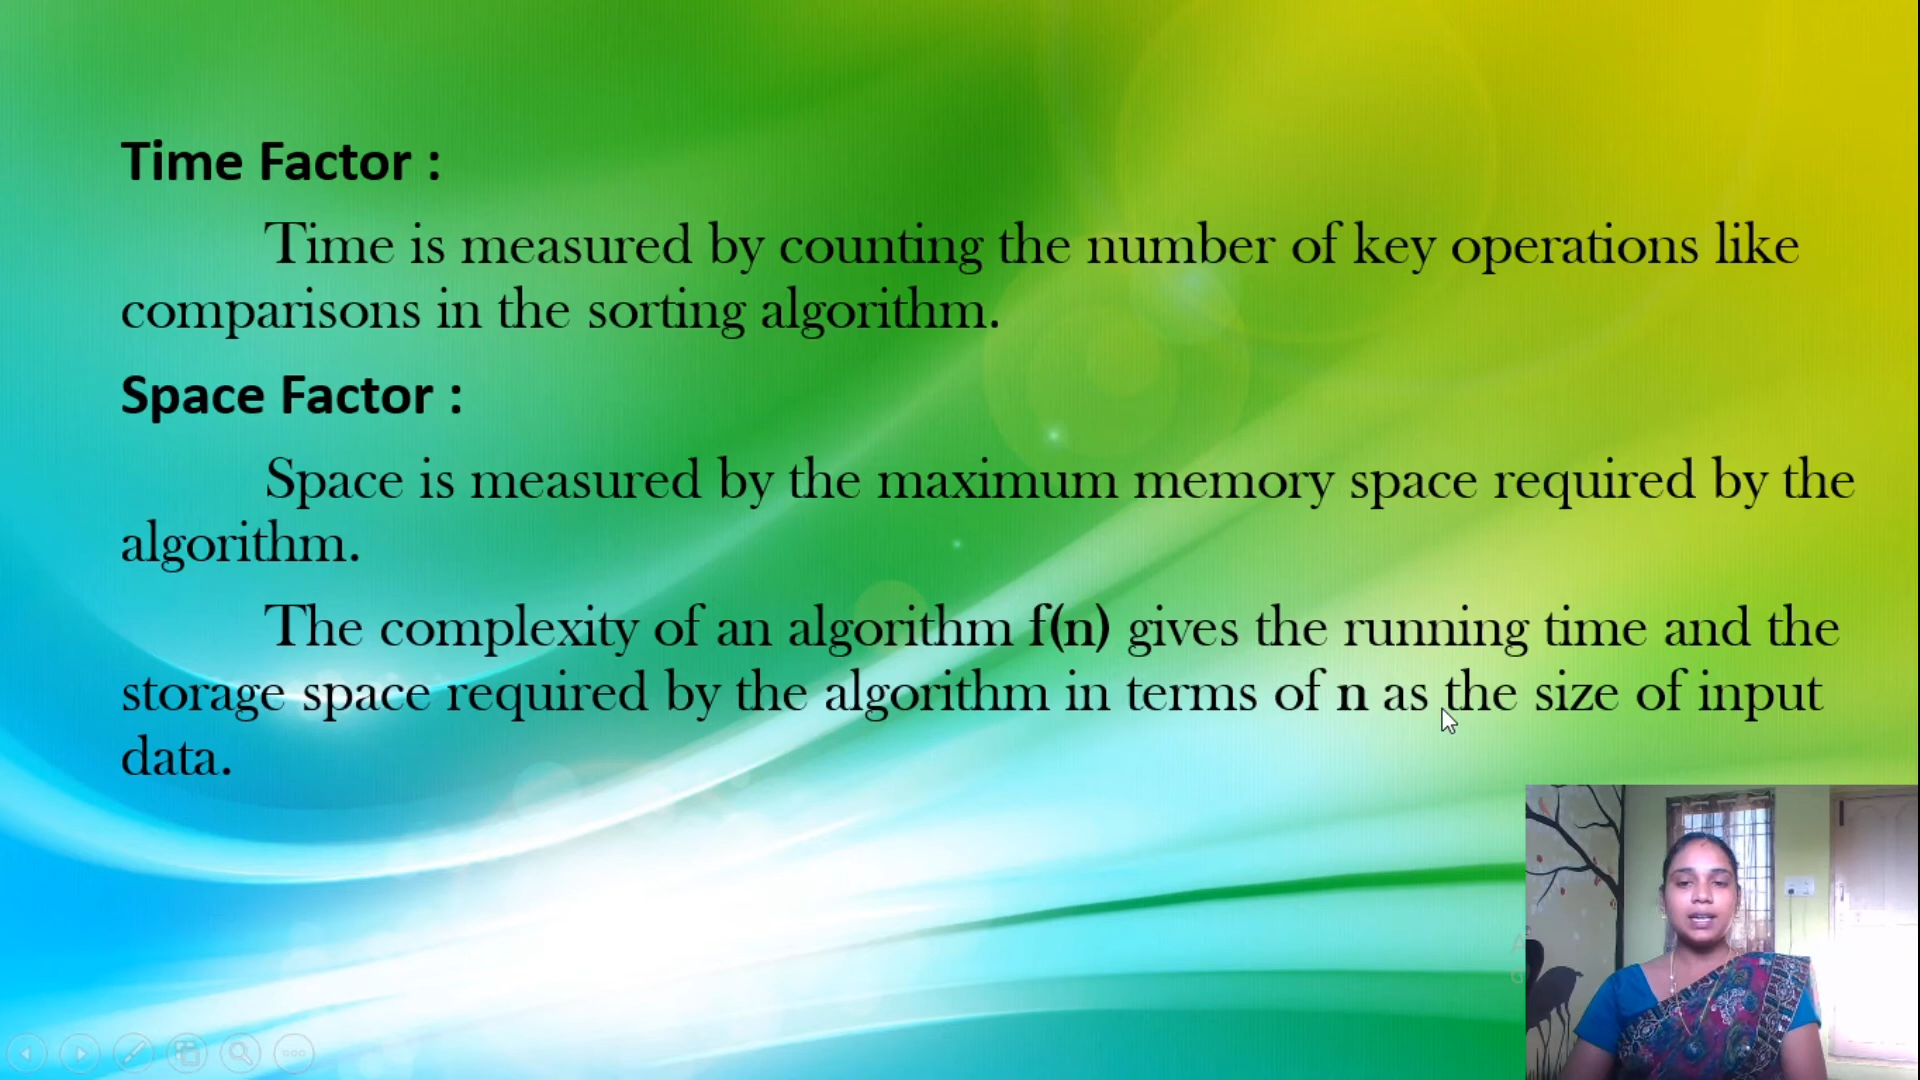 Time Factor :
Time is measured by counting the number of key operations like
comparisons in the sorting algorithm.
Space Factor :
Space is measured by the maximum memory space required by the
algorithm.
The complexity of an algorithm f(n) gives the running time and the
storage space required by the algorithm in terms of n as the size of input
data.